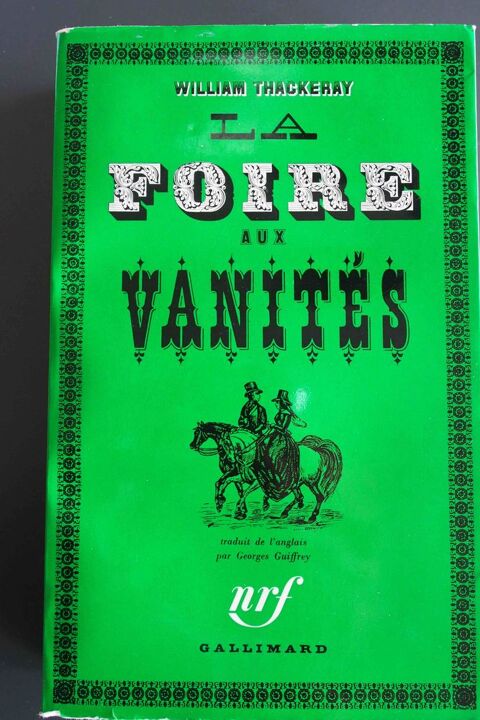 WILLIAM THACKERAY
LA
FOIRE
AUX
VANITÉS
traduit de l'anglais
par Georges Guiffrey
nrf
GALLIMARD